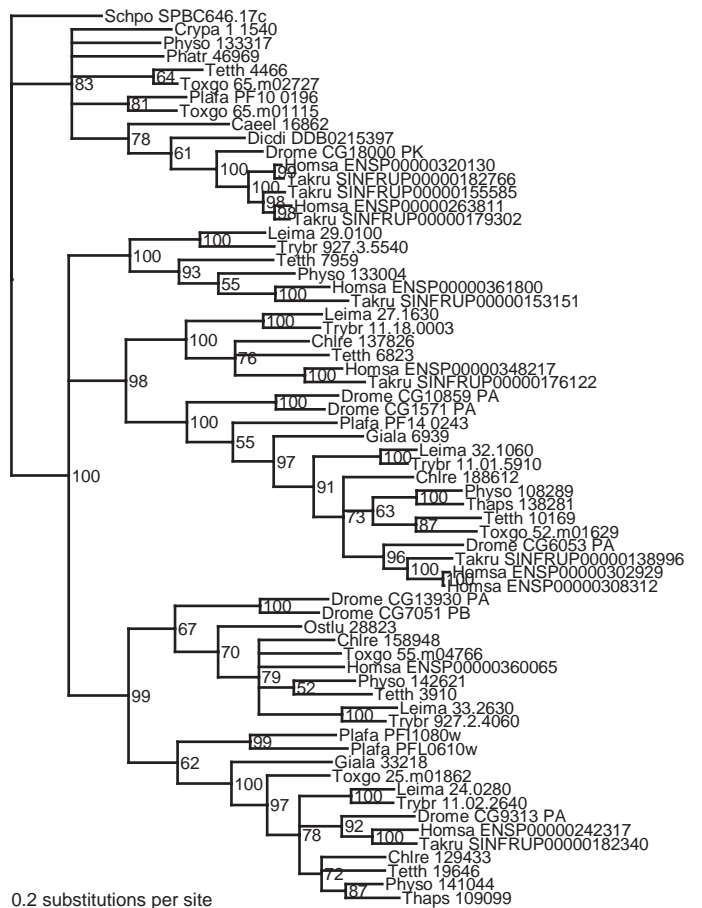 Schpo SPBC646.17c
Crypa 1 1540
Physo 133317
Phatr 46969
83
Tetth 4466
64
Toxgo 65.m02727
Plafa PF10 0196
81
Toxgo 65.m01115
Caeel 16862
78
Dicdi DDB0215397
61
Drome CG18000 PK
100
Homsa ENSP00000320130
99
Takru SINFRUP00000182766
100
Takru SINFRUP00000155585
98
Homsa ENSP00000263811
98
Takru SINFRUP00000179302
Leima 29.0100
100
Trybr 927.3.5540
100
Tetth 7959
93
Physo 133004
55
Homsa ENSP00000361800
100
Takru SINFRUP00000153151
Leima 27.1630
100
Trybr 11.18.0003
100
Chlre 137826
76
Tetth 6823
Homsa ENSP00000348217
100
Takru SINFRUP00000176122
98
Drome CG10859 PA
100
Drome CG1571 PA
100
Plafa PF14 0243
55
Giala 6939
97
Leima 32.1060
100
Trybr 11.01.5910
91
Chlre 188612
100
Physo 108289
100
Thaps 138281
73
63
Tetth 10169
87
Toxgo 52.m01629
Drome CG6053 PA
96
Takru SINFRUP00000138996
100
Homsa ENSP00000302929
100
Homsa ENSP00000308312
Drome CG13930 PA
100
Drome CG7051 PB
67
Ostlu 28823
70
Chlre 158948
Toxgo 55.m04766
Homsa ENSP00000360065
79
Physo 142621
52
Tetth 3910
99
Leima 33.2630
100
Trybr 927.2.4060
Plafa PFI1080w
99
Plafa PFL0610w
62
Giala 33218
100
Toxgo 25.m01862
97
Leima 24.0280
100
Trybr 11.02.2640
Drome CG9313 PA
78
92
Homsa ENSP00000242317
100
Takru SINFRUP00000182340
Chlre 129433
72
Tetth 19646
Physo 141044
87
Thaps 109099
0.2 substitutions per site